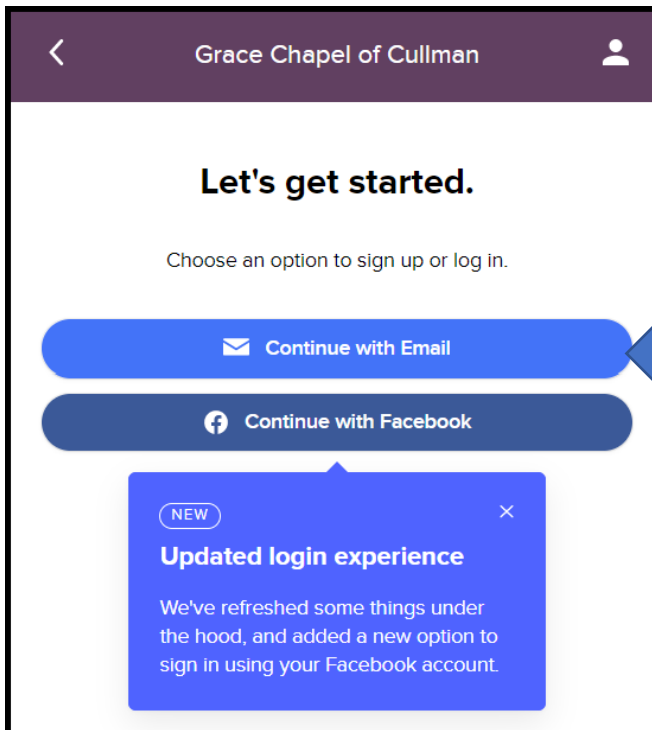 Grace Chapel of Cullman
Let's get started.
Choose an option to sign up or log in.
Continue with Email
Continue with Facebook
NEW
Updated login experience
We've refreshed some things under
the hood, and added a new option to
sign in using your Facebook account.